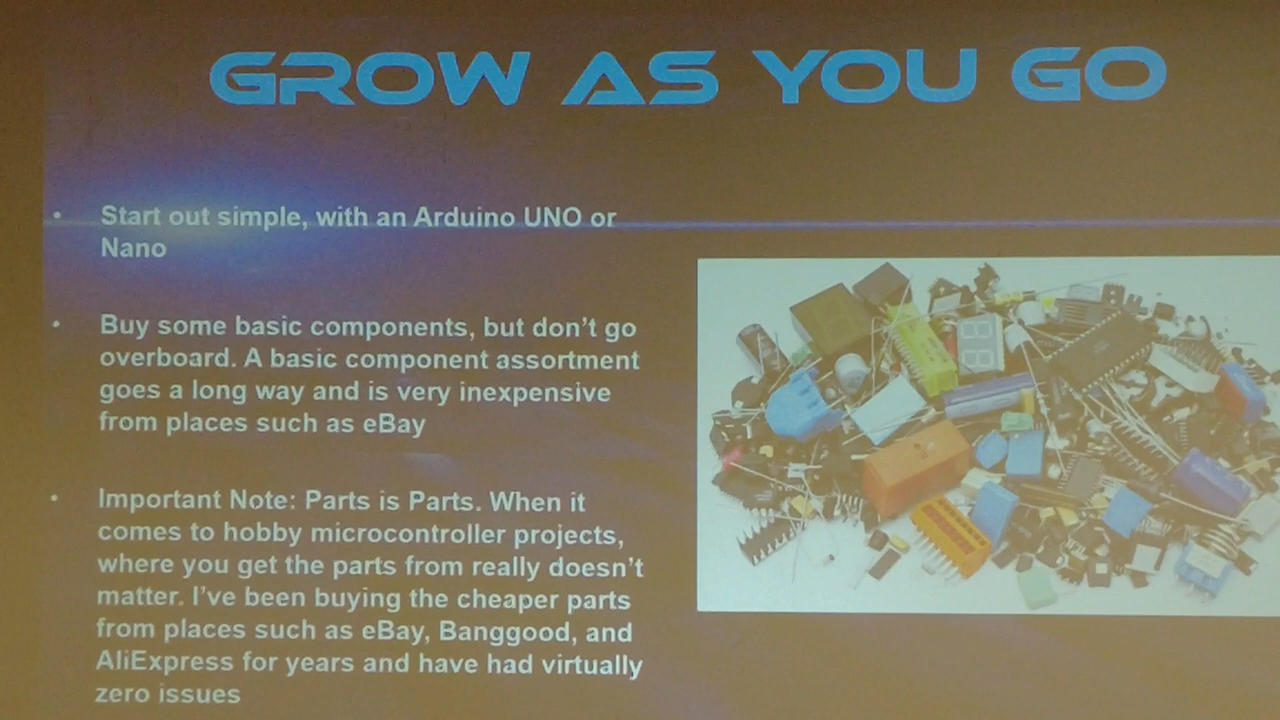 GROW AS YOU GO
• Start out simple, with an Arduino UNO or
Nano
• Buy some basic components, but don't go
overboard. A basic component assortment
goes a long way and is very inexpensive
from places such as eBay
• Important Note: Parts is Parts. When it
comes to hobby microcontroller projects,
where you get the parts from really doesn't
matter. I've been buying the cheaper parts
from places such as eBay, Banggood, and
AliExpress for years and have had virtually
zero issues